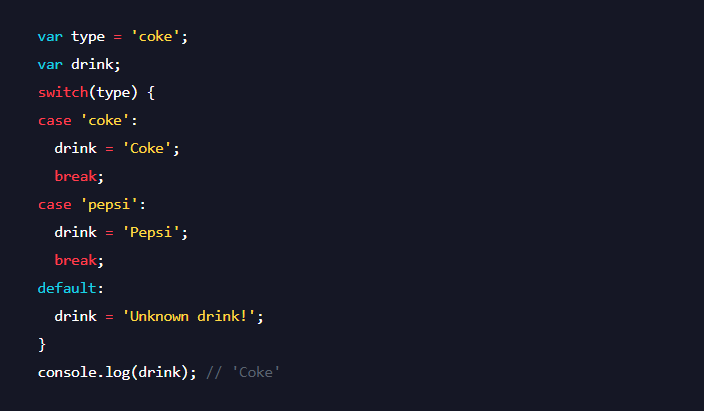 var type = 'coke';
var drink;
switch(type) {
case 'coke':
  drink = 'Coke';
  break;
case 'pepsi':
  drink = 'Pepsi';
  break;
default:
  drink = 'Unknown drink!';
}
console.log(drink); // 'Coke'